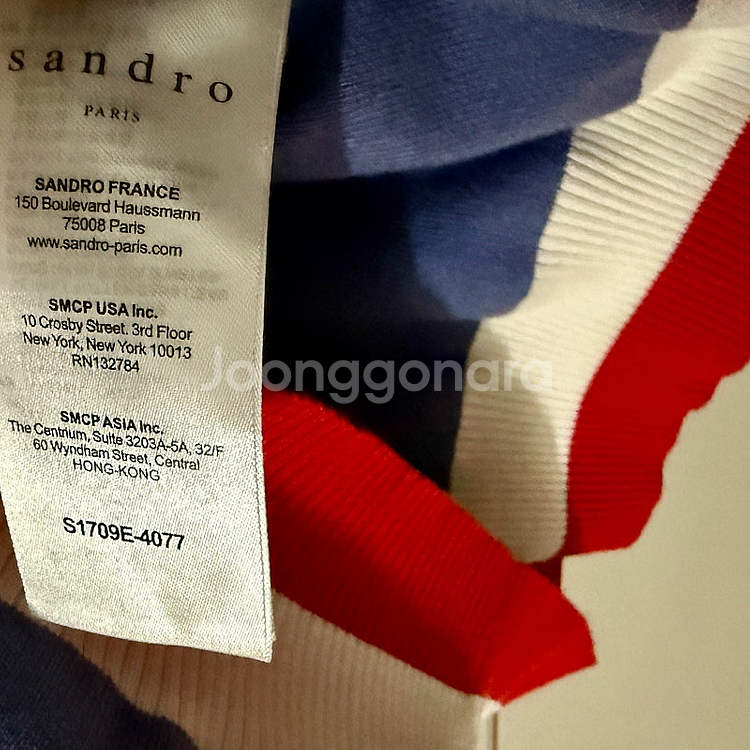 sandro
PARIS
SANDRO FRANCE
150 Boulevard Haussmann
75008 Paris
www.sandro-paris.com
SMCP USA Inc.
10 Crosby Street. 3rd Floor
New York, New York 10013
RN132784
Joonggonara
SMCP ASIA Inc.
The Centrium, Suite 3203A-5A, 32/F
60 Wyndham Street, Central
HONG-KONG
S1709E-4077